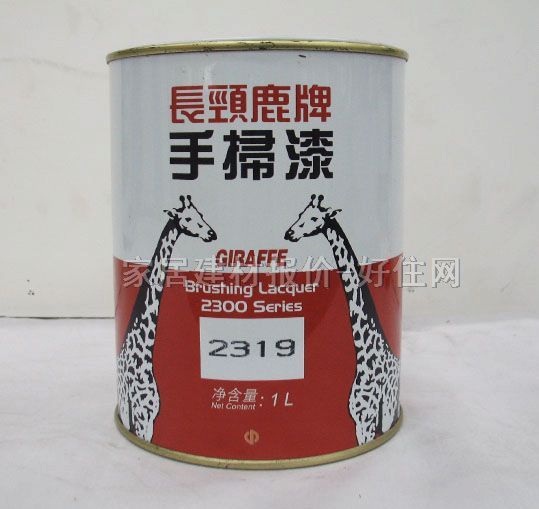 長頸鹿牌
手掃漆
GIRAFFE
家居建材报价-好住网
Brushing Lacquer
2300 Series
2319
净含量:1L
Net Content